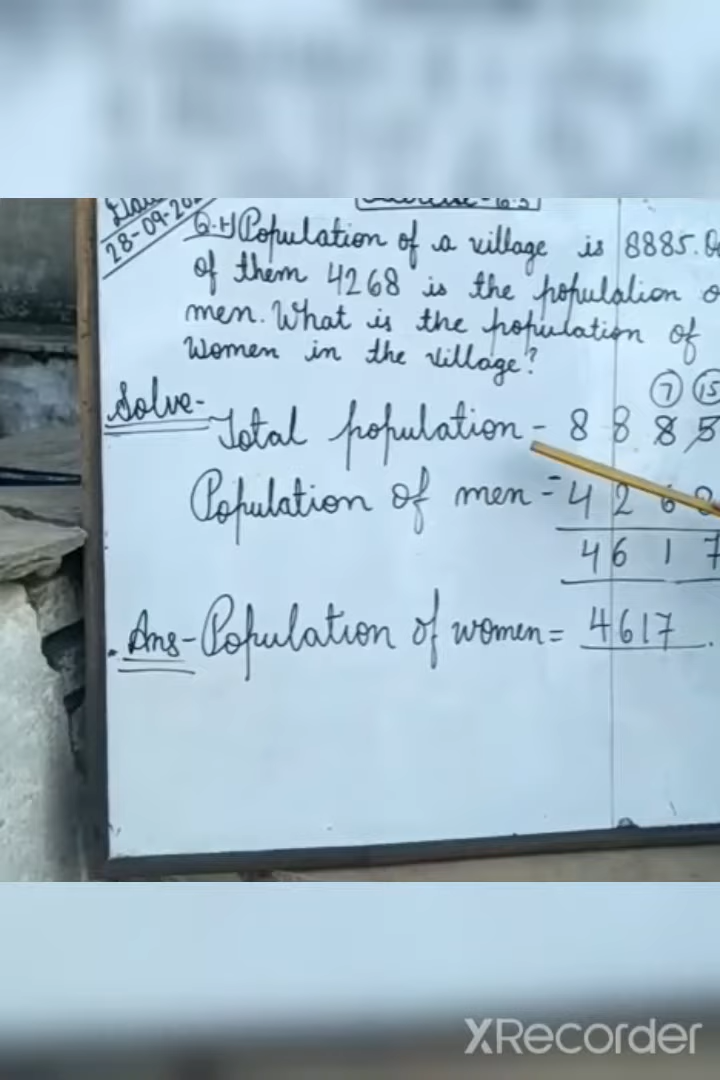 28-09-20
Q.1) Population of a village is 8885.
of them 4268 is the population
men. What is the population of
Women in the village?
7 15
Solve-
Total population - 8 8 8 5
Population of men = 4 2 6 8
4 6 1 7
Ans- Population of women = 4617.
XRecorder